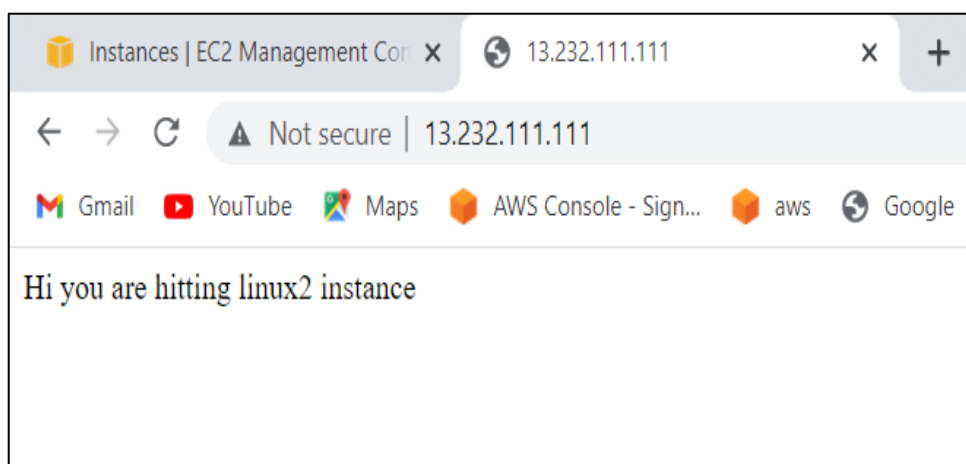 Instances | EC2 Management Con
13.232.111.111
Not secure | 13.232.111.111
Gmail YouTube Maps AWS Console - Sign... aws Google
Hi you are hitting linux2 instance